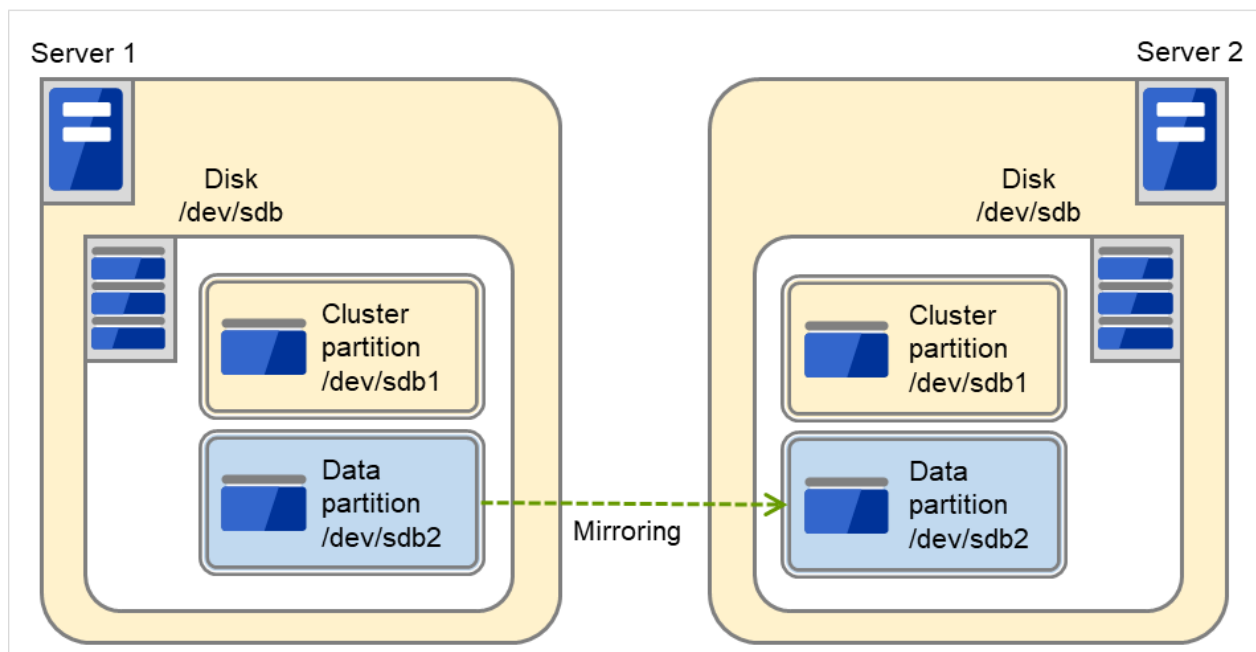 Server 1
Server 2
Disk
/dev/sdb
Disk
/dev/sdb
Cluster
partition
/dev/sdb1
Cluster
partition
/dev/sdb1
Data
partition
/dev/sdb2
Mirroring
Data
partition
/dev/sdb2